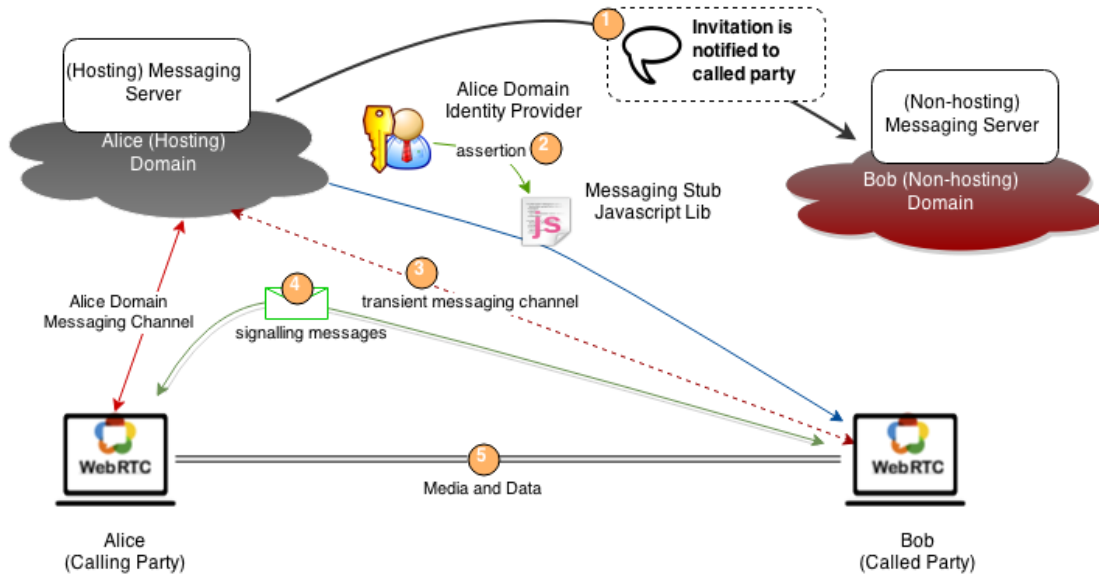 1
Invitation is
notified to
called party
(Hosting) Messaging
Server
Alice (Hosting)
Domain
Alice Domain
Identity Provider
assertion
2
(Non-hosting)
Messaging Server
Bob (Non-hosting)
Domain
Messaging Stub
Javascript Lib
js
3
transient messaging channel
4
signalling messages
Alice Domain
Messaging Channel
WebRTC
WebRTC
5
Media and Data
Alice
(Calling Party)
Bob
(Called Party)